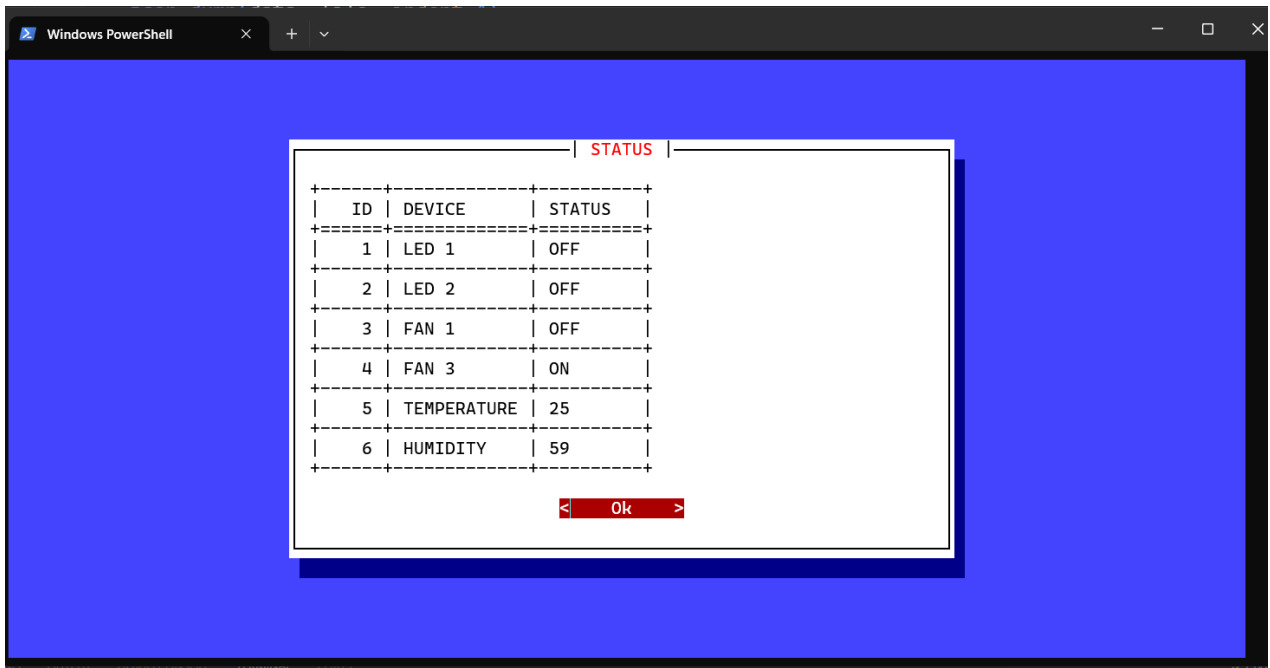 Windows PowerShell
STATUS
+------+-------------+----------+
|   ID | DEVICE      | STATUS   |
+======+=============+==========+
|    1 | LED 1       | OFF      |
+------+-------------+----------+
|    2 | LED 2       | OFF      |
+------+-------------+----------+
|    3 | FAN 1       | OFF      |
+------+-------------+----------+
|    4 | FAN 3       | ON       |
+------+-------------+----------+
|    5 | TEMPERATURE | 25       |
+------+-------------+----------+
|    6 | HUMIDITY    | 59       |
+------+-------------+----------+
< Ok >